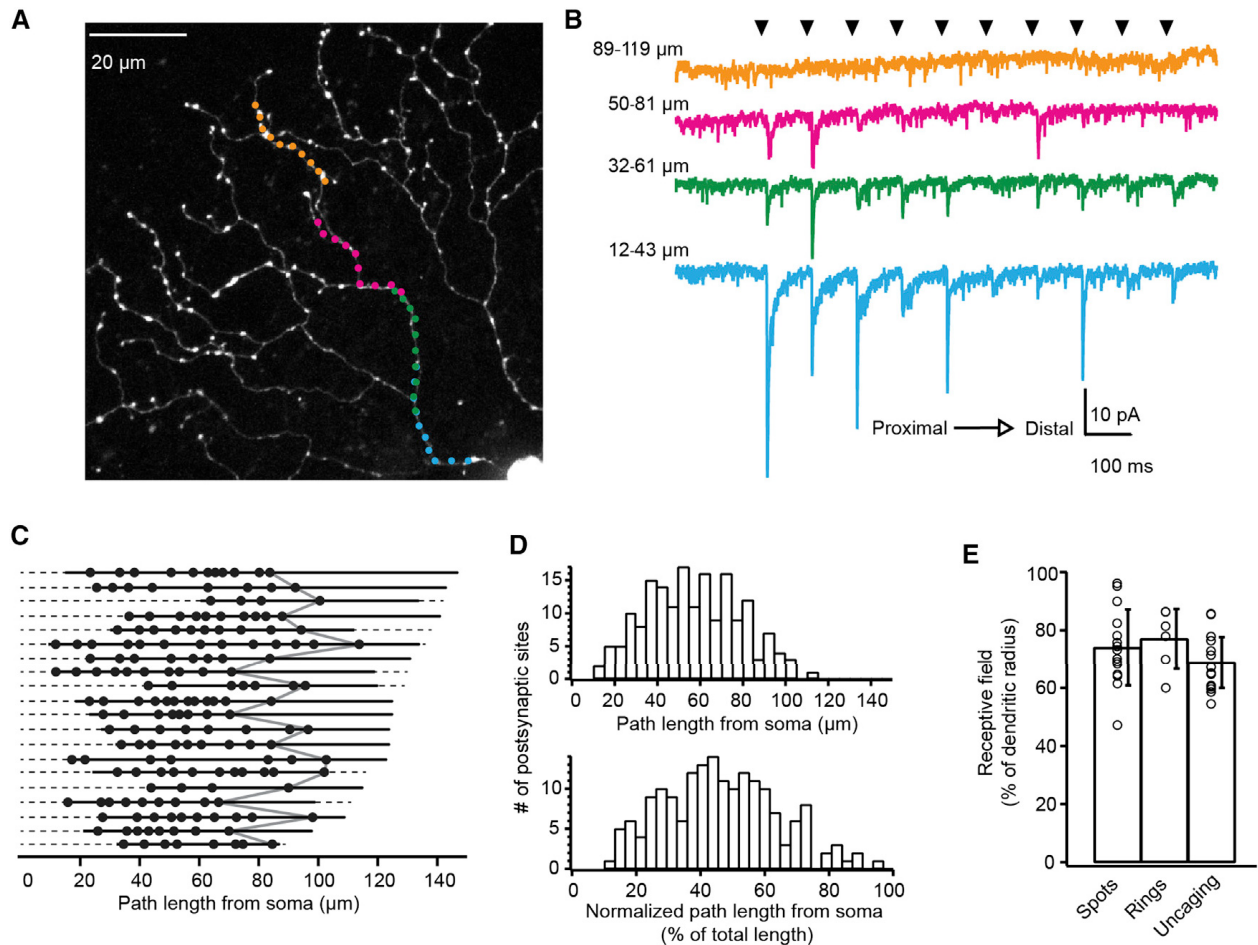 A
20 µm
B
89-119 µm
50-81 µm
32-61 µm
12-43 µm
Proximal
Distal
10 pA
100 ms
C
0 20 40 60 80 100 120 140
Path length from soma (µm)
D
# of postsynaptic sites
15
10
5
0
0 20 40 60 80 100 120 140
Path length from soma (µm)
10
5
0
0 20 40 60 80 100
Normalized path length from soma
(% of total length)
E
Receptive field
(% of dendritic radius)
100
80
60
40
20
0
Spots
Rings
Uncaging